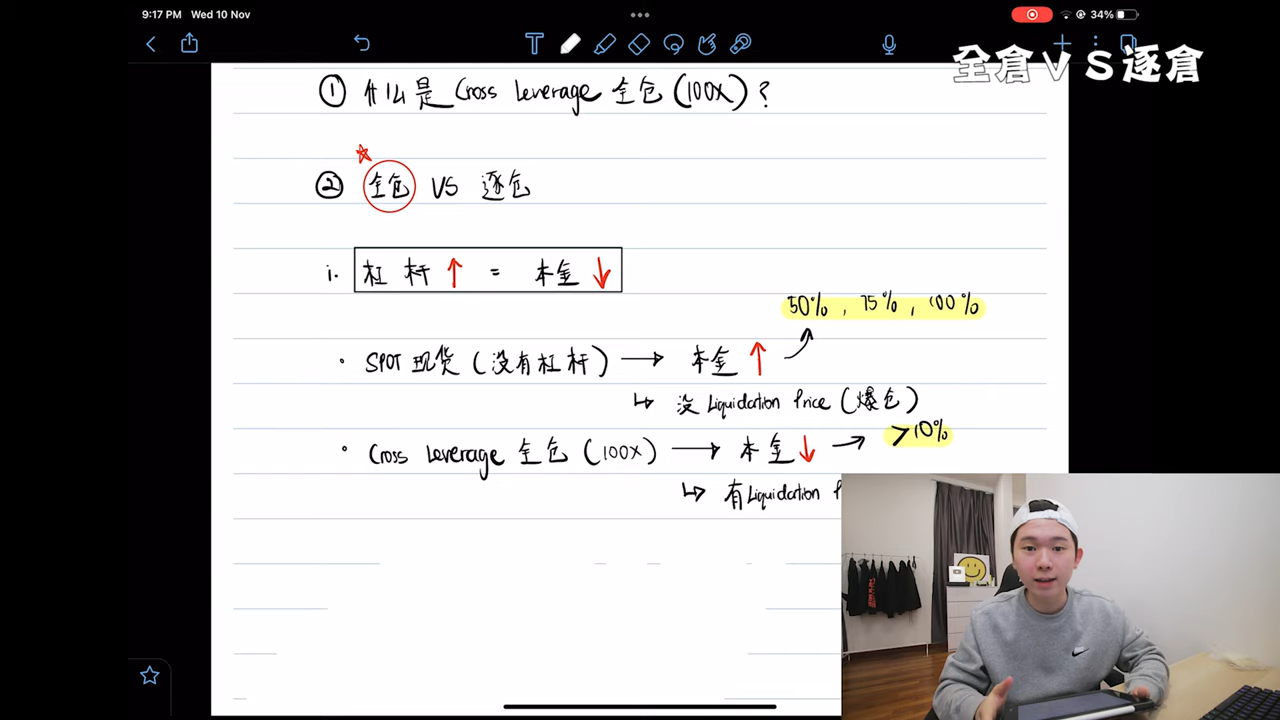 9:17 PM Wed 10 Nov
34%
全倉VS逐倉
① 什么是 Cross Leverage 全仓 (100X) ?
② 全仓 VS 逐仓
i. 杠杆 ↑ = 本金 ↓
50% , 75% , 100%
· SPOT 现货 (没有杠杆) → 本金 ↑
↳ 没 Liquidation Price (爆仓)
>10%
· Cross Leverage 全仓 (100X) → 本金 ↓ →
↳ 有 Liquidation P